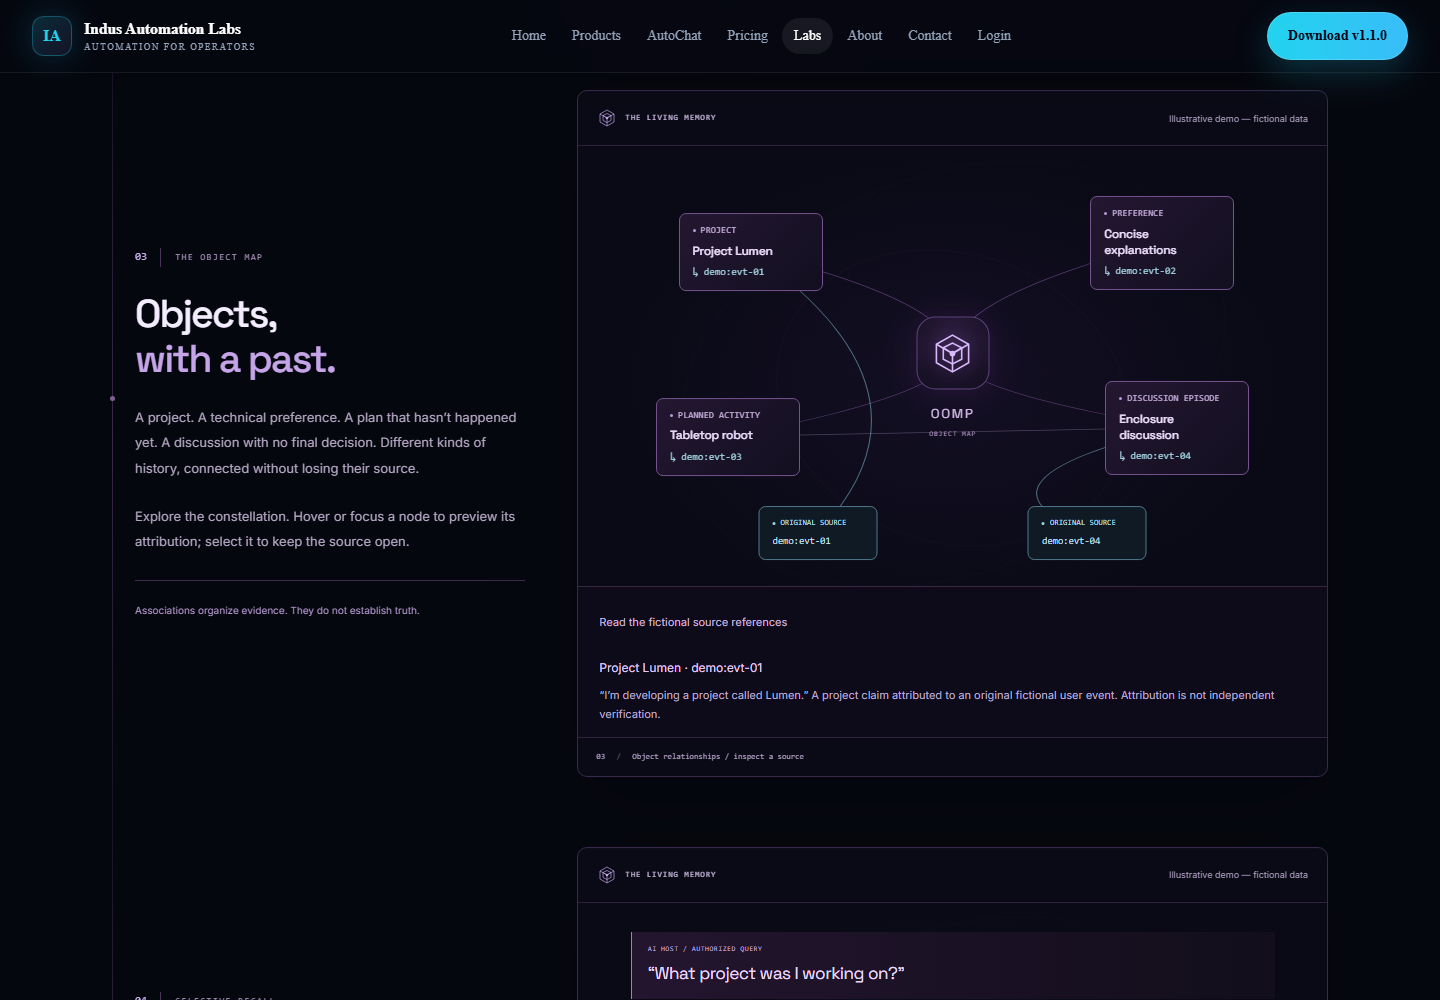 IA
Indus Automation Labs
AUTOMATION FOR OPERATORS
Home
Products
AutoChat
Pricing
Labs
About
Contact
Login
Download v1.1.0
03
THE OBJECT MAP
Objects,
with a past.
A project. A technical preference. A plan that hasn’t happened
yet. A discussion with no final decision. Different kinds of
history, connected without losing their source.
Explore the constellation. Hover or focus a node to preview its
attribution; select it to keep the source open.
Associations organize evidence. They do not establish truth.
THE LIVING MEMORY
Illustrative demo — fictional data
• PROJECT
Project Lumen
↳ demo:evt-01
• PREFERENCE
Concise
explanations
↳ demo:evt-02
OOMP
OBJECT MAP
• PLANNED ACTIVITY
Tabletop robot
↳ demo:evt-03
• DISCUSSION EPISODE
Enclosure
discussion
↳ demo:evt-04
• ORIGINAL SOURCE
demo:evt-01
• ORIGINAL SOURCE
demo:evt-04
Read the fictional source references
Project Lumen · demo:evt-01
“I’m developing a project called Lumen.” A project claim attributed to an original fictional user event. Attribution is not independent
verification.
03 / Object relationships / inspect a source
THE LIVING MEMORY
Illustrative demo — fictional data
AI HOST / AUTHORIZED QUERY
“What project was I working on?”
04
SELECTIVE RECALL